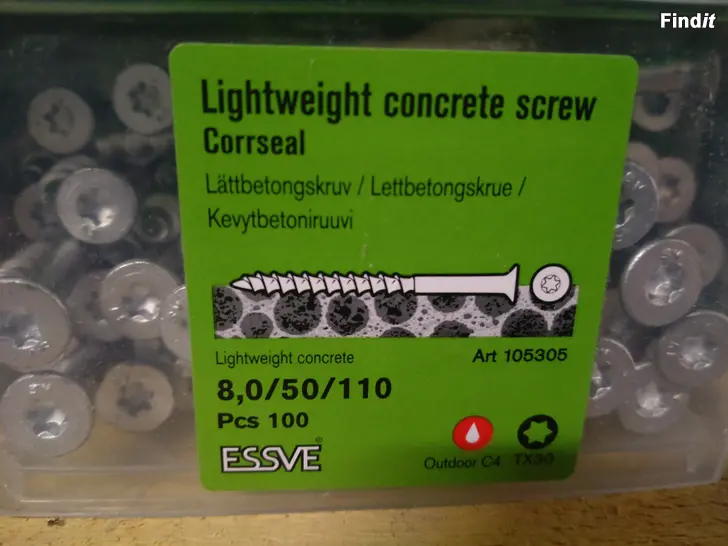 Findit
Lightweight concrete screw
Corrseal
Lättbetongskruv / Lettbetongskrue /
Kevytbetoniruuvi
Lightweight concrete
Art 105305
8,0/50/110
Pcs 100
ESSVE®
Outdoor C4 TX30